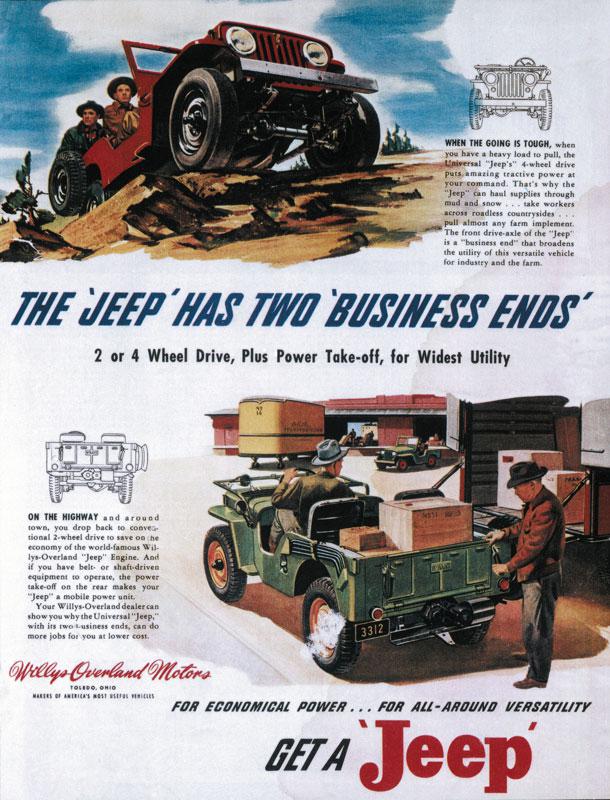 WHEN THE GOING IS TOUGH, when
you have a heavy load to pull, the
Universal "Jeep's" 4-wheel drive
puts amazing tractive power at
your command. That's why the
"Jeep" can haul supplies through
mud and snow . . . take workers
across roadless countrysides . . .
pull almost any farm implement.
The front drive-axle of the "Jeep"
is a "business end" that broadens
the utility of this versatile vehicle
for industry and the farm.
THE 'JEEP' HAS TWO 'BUSINESS ENDS'
2 or 4 Wheel Drive, Plus Power Take-off, for Widest Utility
ON THE HIGHWAY and around
town, you drop back to conven-
tional 2-wheel drive to save on the
economy of the world-famous Wil-
lys-Overland "Jeep" Engine. And
if you have belt- or shaft-driven
equipment to operate, the power
take-off on the rear makes your
"Jeep" a mobile power unit.
Your Willys-Overland dealer can
show you why the Universal "Jeep,"
with its two business ends, can do
more jobs for you at lower cost.
3312
Willys-Overland Motors
TOLEDO, OHIO
MAKERS OF AMERICA'S MOST USEFUL VEHICLES
FOR ECONOMICAL POWER . . . FOR ALL-AROUND VERSATILITY
GET A 'Jeep'